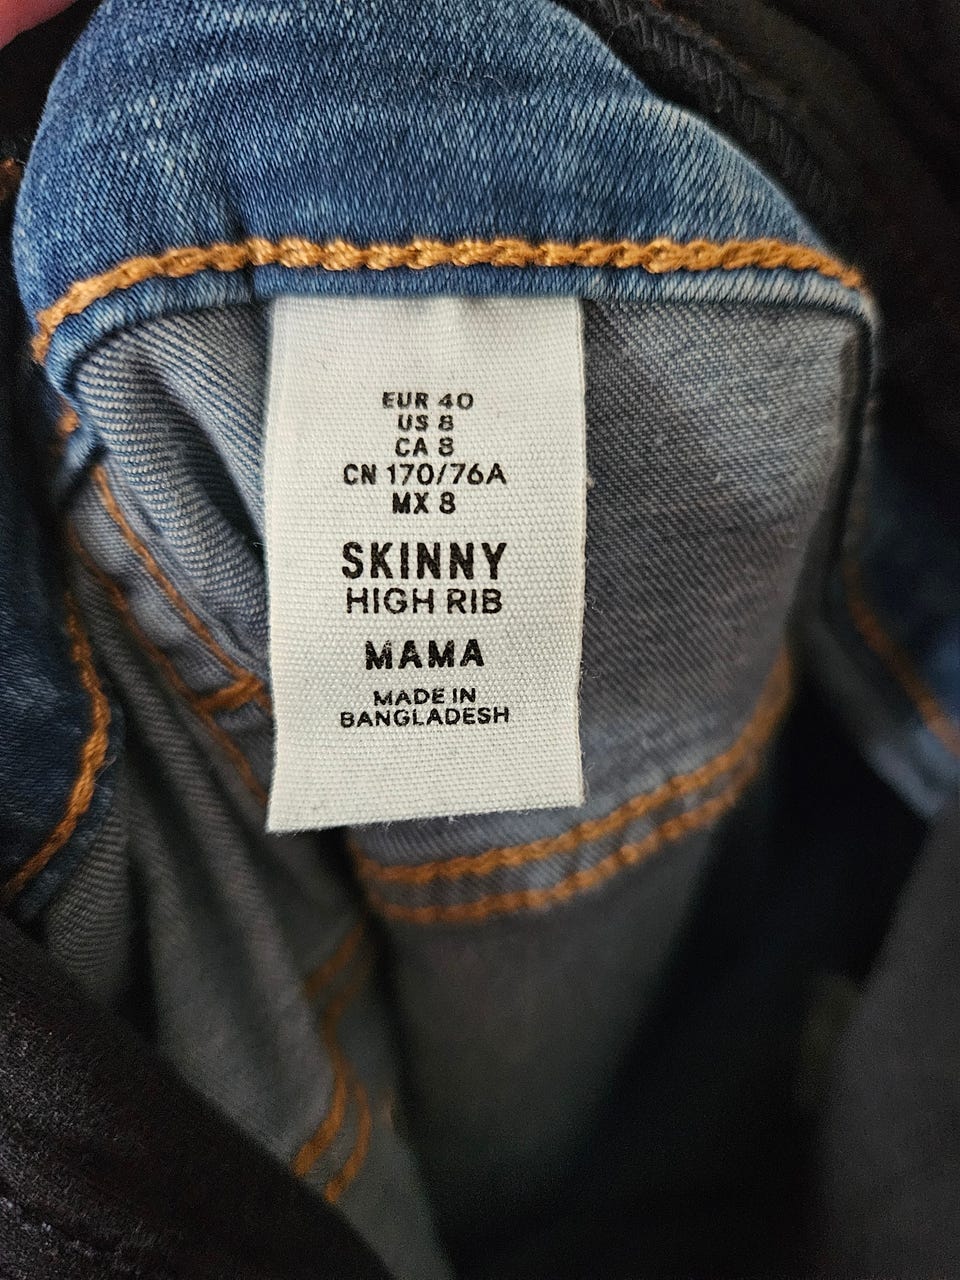 EUR 40
US 8
CA 8
CN 170/76A
MX 8
SKINNY
HIGH RIB
MAMA
MADE IN
BANGLADESH